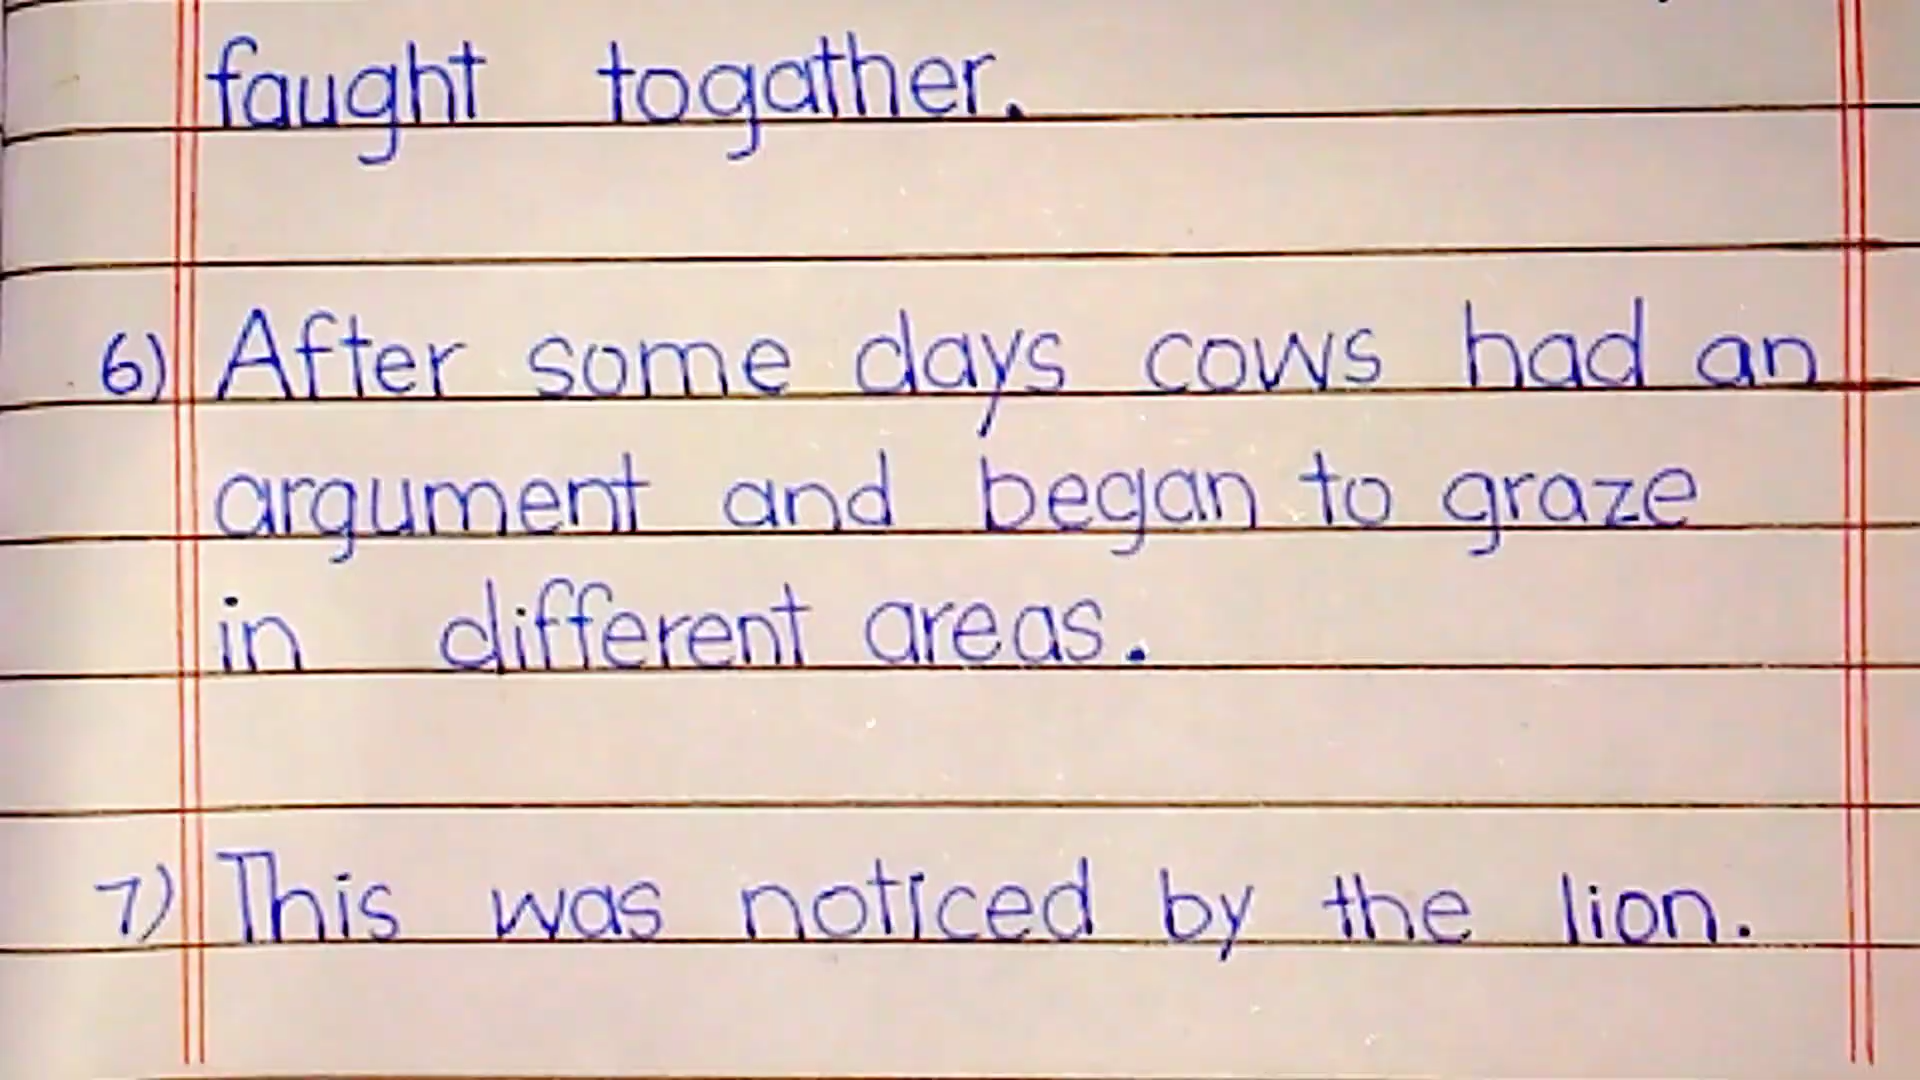 faught togather.
6) After some days cows had an
argument and began to graze
in different areas.
7) This was noticed by the lion.